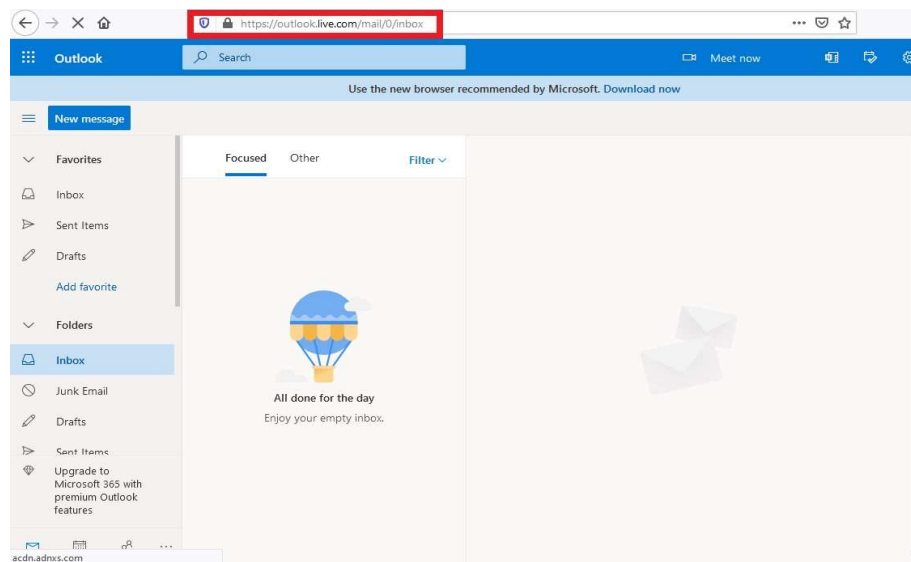 https://outlook.live.com/mail/0/inbox
Outlook
Search
Meet now
Use the new browser recommended by Microsoft. Download now
New message
Favorites
Inbox
Sent Items
Drafts
Add favorite
Folders
Inbox
Junk Email
Drafts
Sent Items
Upgrade to
Microsoft 365 with
premium Outlook
features
acdn.adnxs.com
Focused Other Filter
All done for the day
Enjoy your empty inbox.